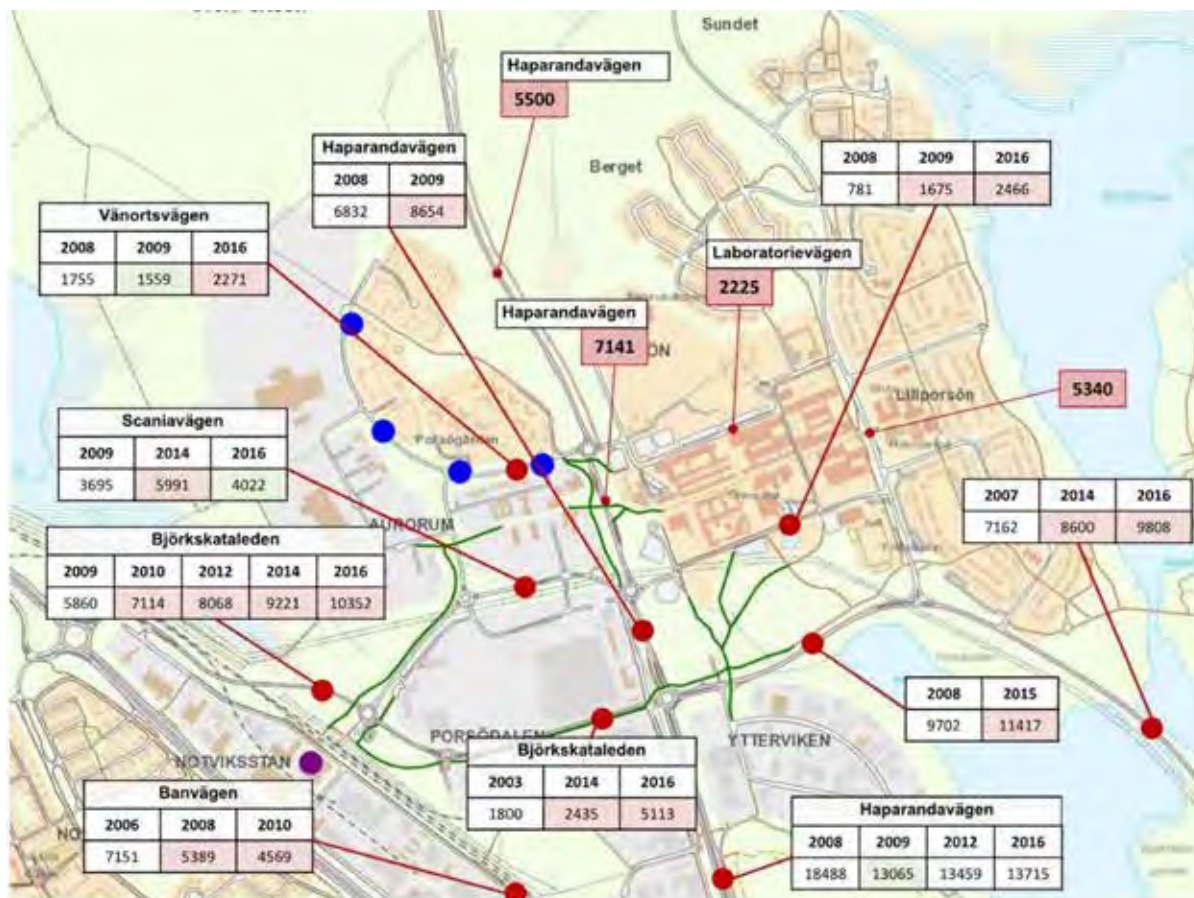 Sundet
Haparandavägen
5500
Haparandavägen
2008 2009
6832 8654
2008 2009 2016
781 1675 2466
Berget
Vänortsvägen
2008 2009 2016
1755 1559 2271
Laboratorievägen
2225
Haparandavägen
7141
ÖN
5340
Lillporsön
Scaniavägen
2009 2014 2016
3695 5991 4022
Porsögården
2007 2014 2016
7162 8600 9808
AURORUM
Björkskataleden
2009 2010 2012 2014 2016
5860 7114 8068 9221 10352
2008 2015
9702 11417
PORSÖDALEN
YTTERVIKEN
NOTVIKSSTAN
Björkskataleden
2003 2014 2016
1800 2435 5113
Banvägen
2006 2008 2010
7151 5389 4569
Haparandavägen
2008 2009 2012 2016
18488 13065 13459 13715